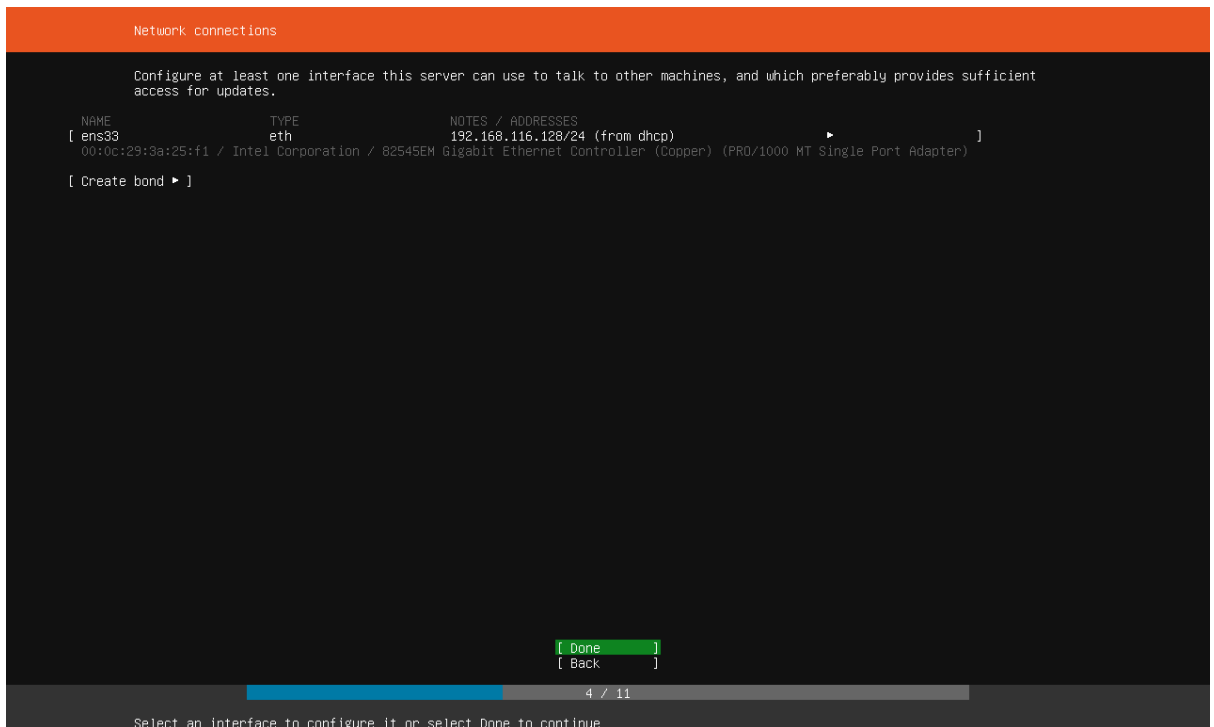 Network connections
Configure at least one interface this server can use to talk to other machines, and which preferably provides sufficient
access for updates.
NAME TYPE NOTES / ADDRESSES
[ ens33 eth 192.168.116.128/24 (from dhcp) ▸ ]
00:0c:29:3a:25:f1 / Intel Corporation / 82545EM Gigabit Ethernet Controller (Copper) (PRO/1000 MT Single Port Adapter)
[ Create bond ▸ ]
[ Done ]
[ Back ]
4 / 11
Select an interface to configure it or select Done to continue